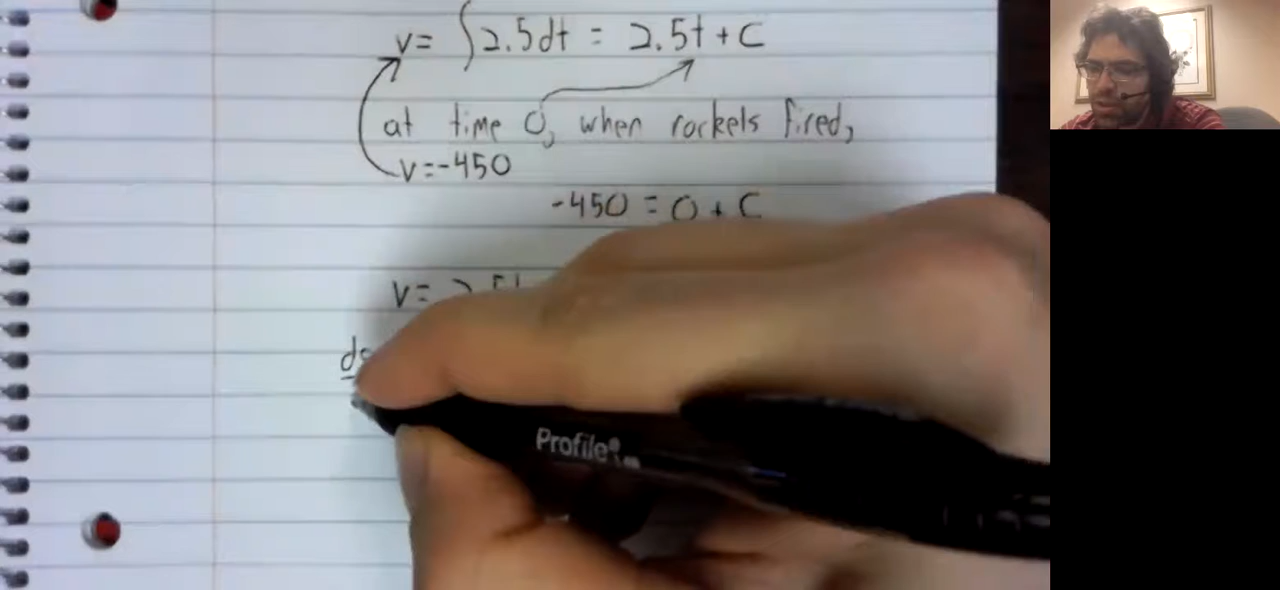 v= ∫2.5dt = 2.5t + C
at time 0, when rockets fired,
v=-450
-450 = 0 + C
v=
Profile